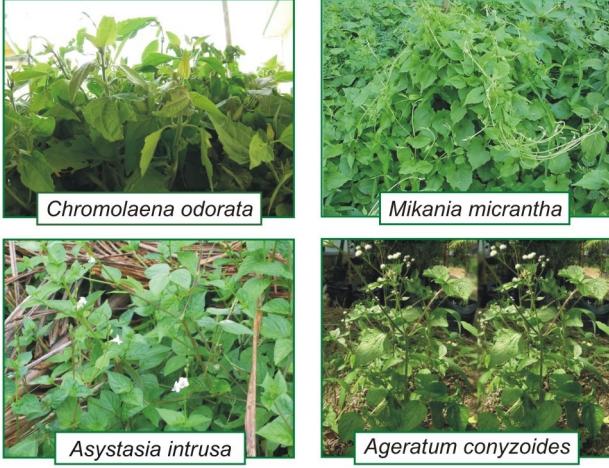 Chromolaena odorata
Mikania micrantha
Asystasia intrusa
Ageratum conyzoides